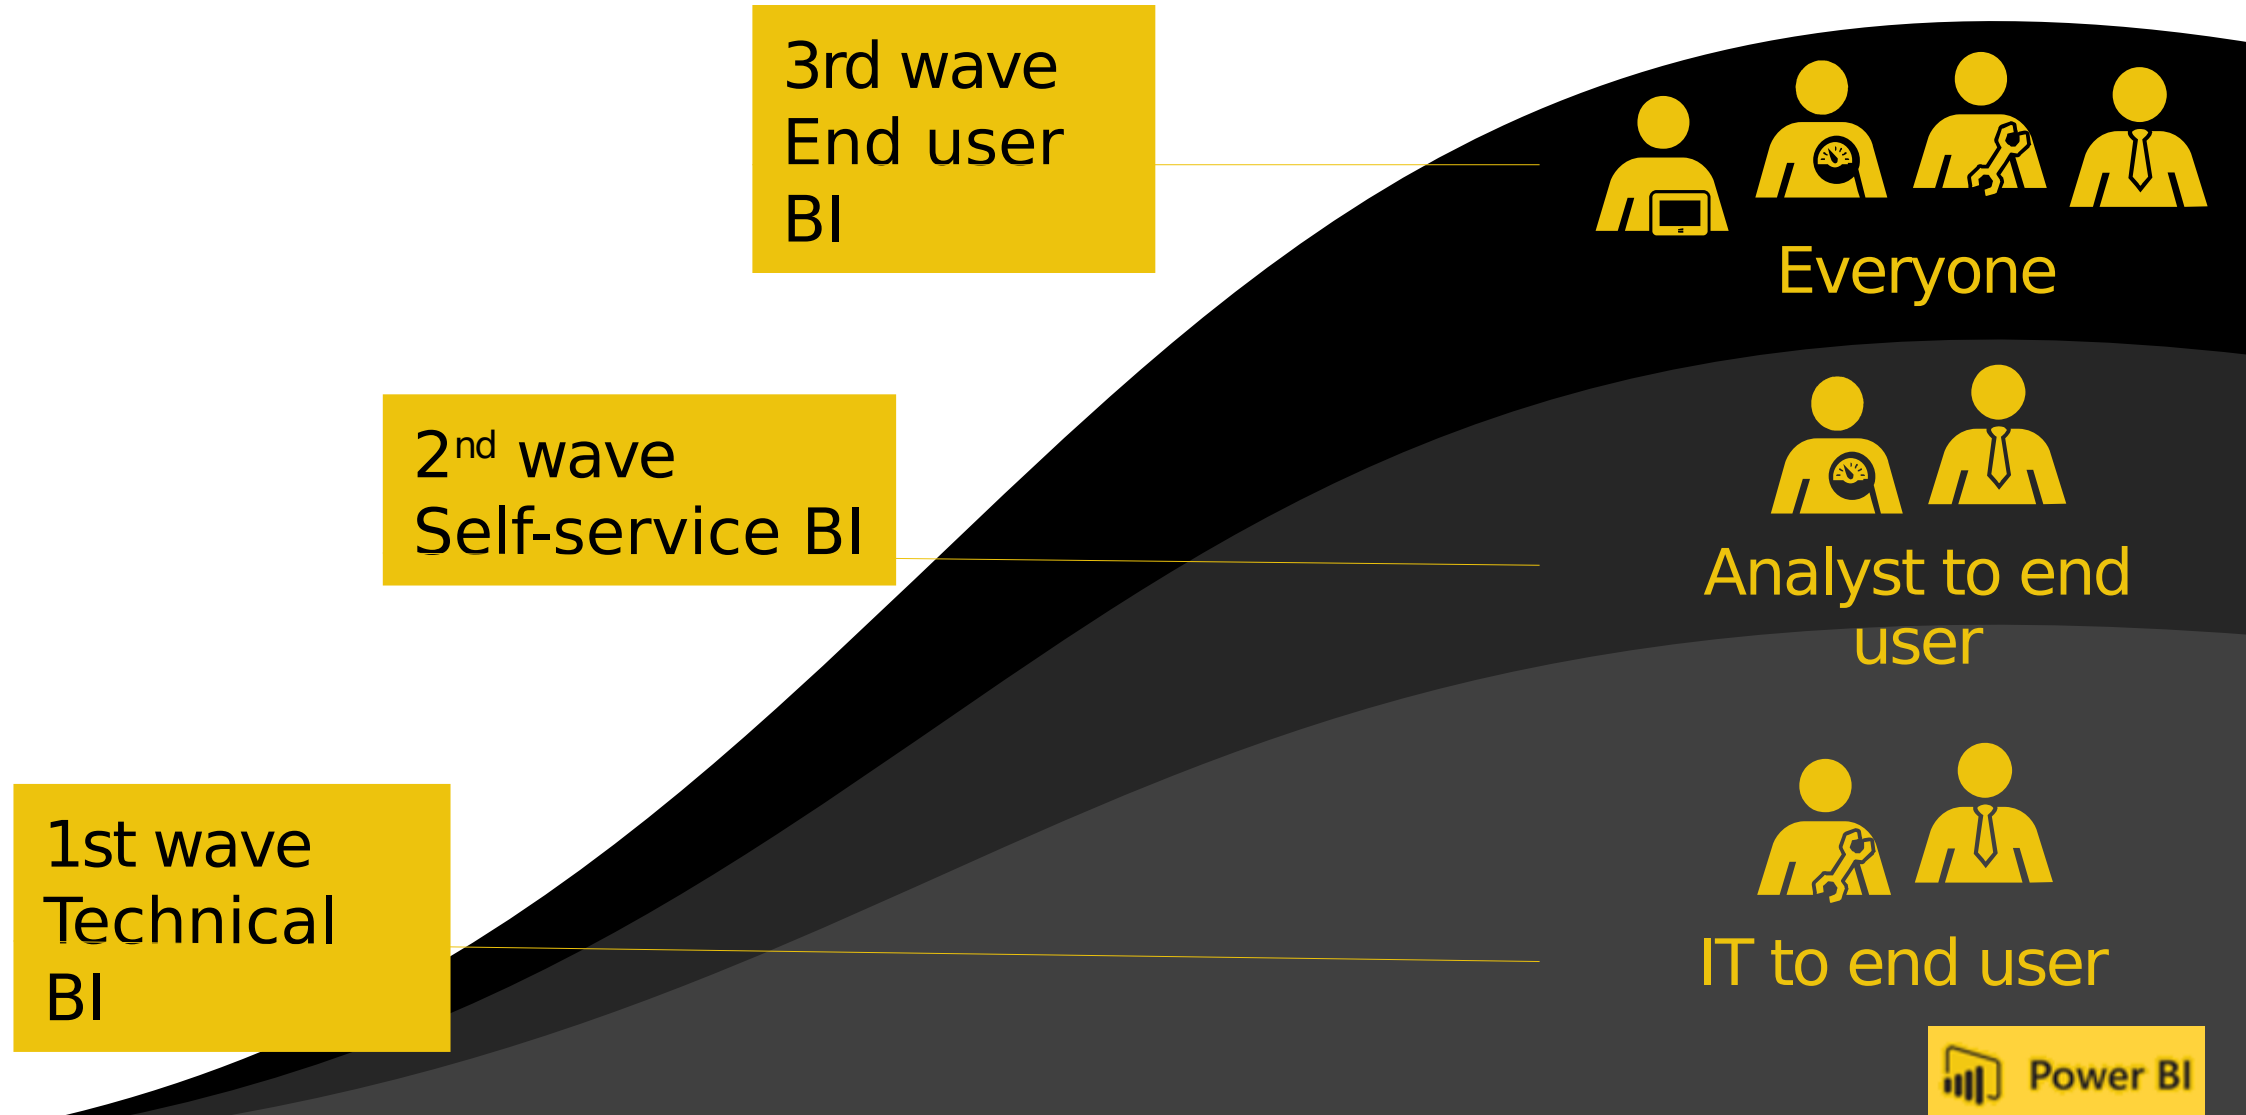 3rd wave
End user
BI
Everyone
2nd wave
Self-service BI
Analyst to end
user
1st wave
Technical
BI
IT to end user
Power BI